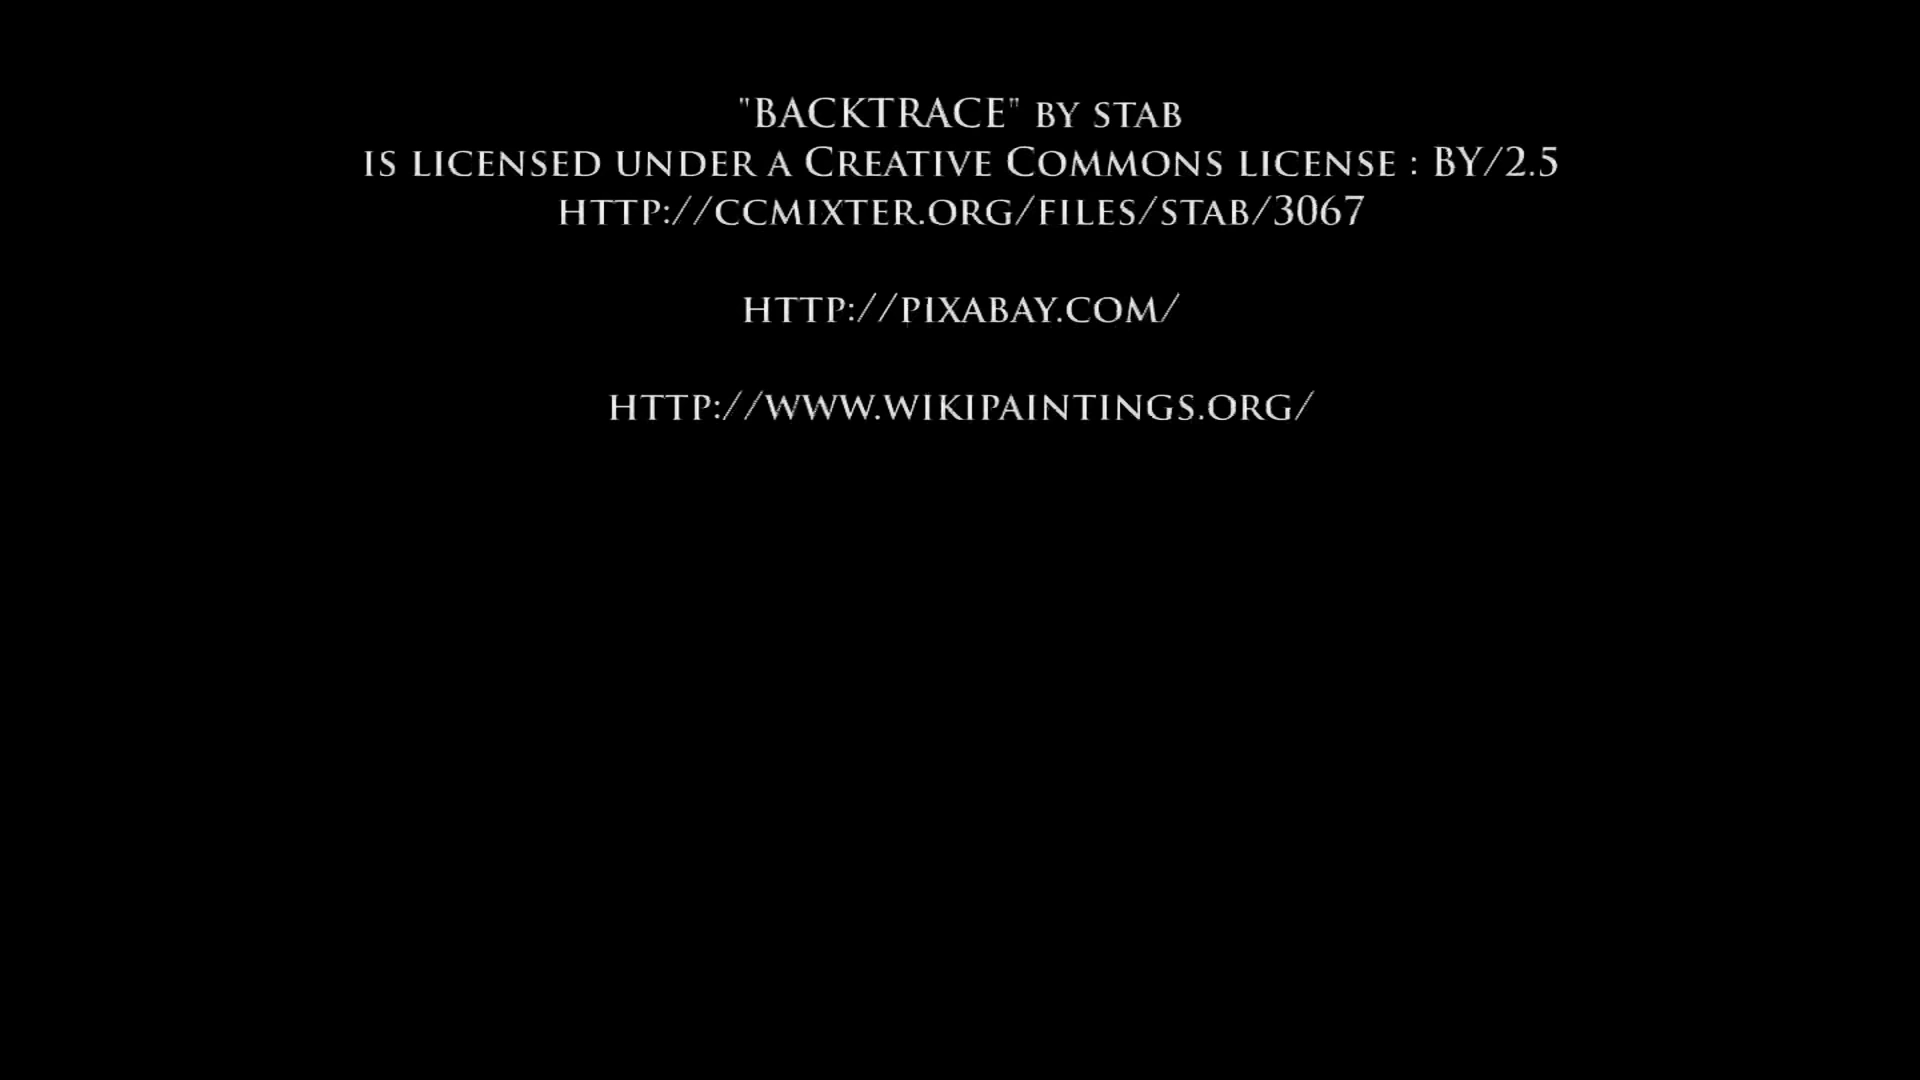 "BACKTRACE" by stab
is licensed under a Creative Commons license : BY/2.5
http://ccmixter.org/files/stab/3067
http://pixabay.com/
http://www.wikipaintings.org/